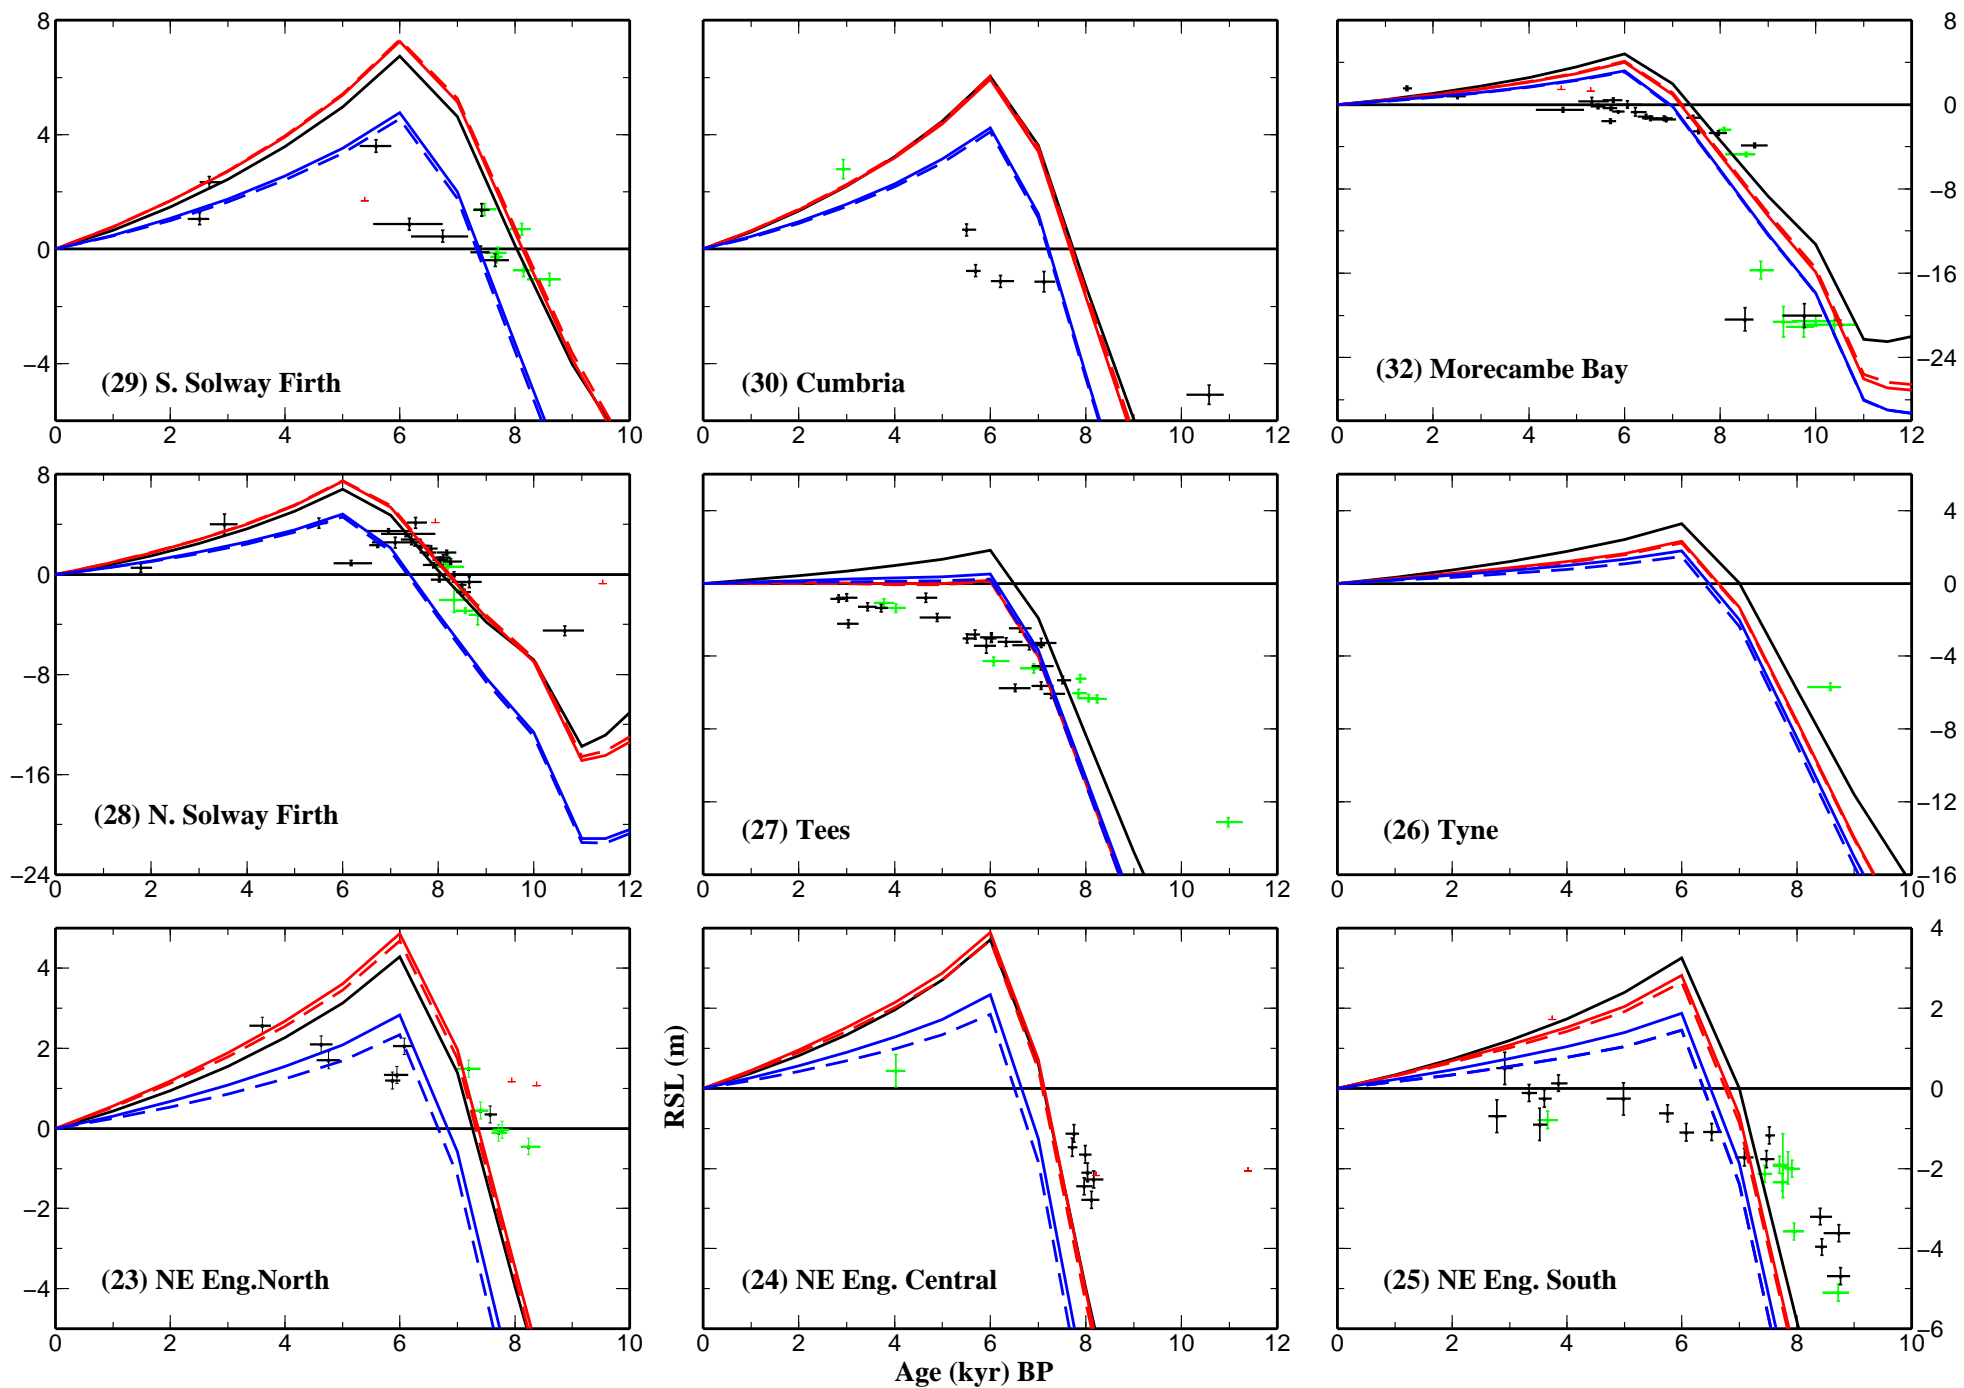 8
4
0
−4
(29) S. Solway Firth
0 2 4 6 8 10
(30) Cumbria
0 2 4 6 8 10 12
8
0
−8
−16
−24
(32) Morecambe Bay
0 2 4 6 8 10 12
8
0
−8
−16
−24
(28) N. Solway Firth
0 2 4 6 8 10 12
(27) Tees
0 2 4 6 8 10 12
4
0
−4
−8
−12
−16
(26) Tyne
0 2 4 6 8 10
4
2
0
−2
−4
(23) NE Eng.North
0 2 4 6 8 10
RSL (m)
(24) NE Eng. Central
0 2 4 6 8 10 12
4
2
0
−2
−4
−6
(25) NE Eng. South
0 2 4 6 8 10
Age (kyr) BP